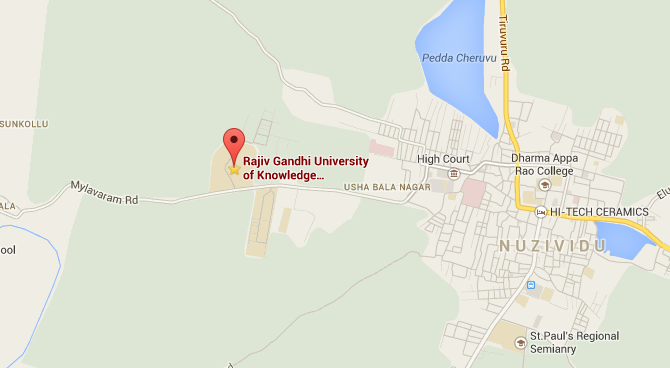 Pedda Cheruvu
Tiruvuru Rd
SUNKOLLU
Rajiv Gandhi University
of Knowledge...
High Court
Dharma Appa
Rao College
Mylavaram Rd
USHA BALA NAGAR
Elu
ALA
HI-TECH CERAMICS
NUZIVIDU
ool
St.Paul's Regional
Semianry
d